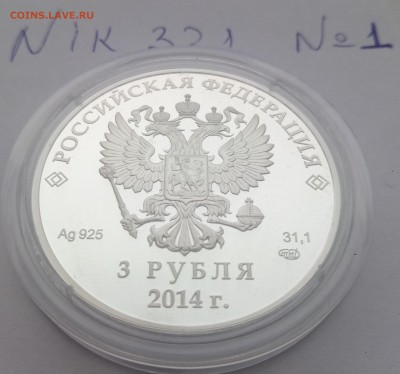 COINS.LAVE.RU
Nik 321 №1
РОССИЙСКАЯ ФЕДЕРАЦИЯ
Ag 925
31,1
3 РУБЛЯ
2014 г.